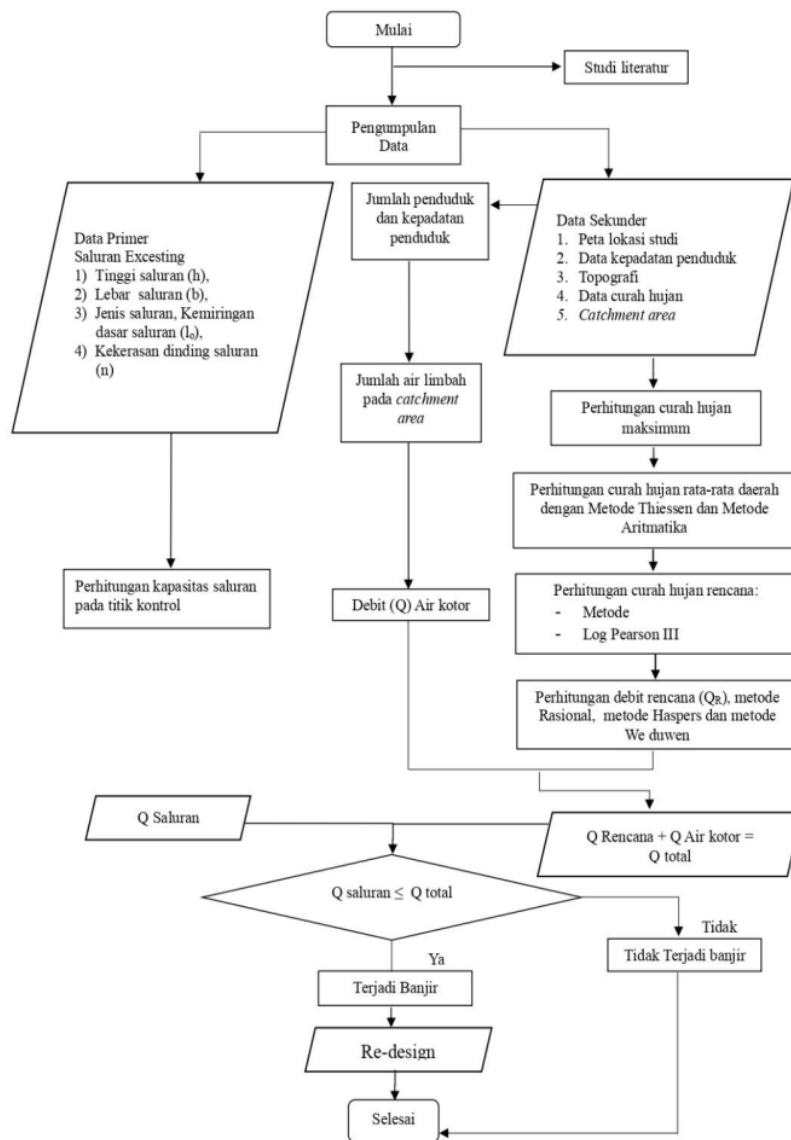 Mulai
Studi literatur
Pengumpulan
Data
Data Primer
Saluran Excesting
1) Tinggi saluran (h),
2) Lebar saluran (b),
3) Jenis saluran, Kemiringan
dasar saluran (lₒ),
4) Kekerasan dinding saluran
(n)
Jumlah penduduk
dan kepadatan
penduduk
Data Sekunder
1. Peta lokasi studi
2. Data kepadatan penduduk
3. Topografi
4. Data curah hujan
5. Catchment area
Jumlah air limbah
pada catchment
area
Perhitungan curah hujan
maksimum
Perhitungan curah hujan rata-rata daerah
dengan Metode Thiessen dan Metode
Aritmatika
Perhitungan kapasitas saluran
pada titik kontrol
Debit (Q) Air kotor
Perhitungan curah hujan rencana:
- Metode
- Log Pearson III
Perhitungan debit rencana (QR), metode
Rasional, metode Haspers dan metode
We duwen
Q Saluran
Q Rencana + Q Air kotor =
Q total
Q saluran ≤ Q total
Tidak
Ya
Tidak Terjadi banjir
Terjadi Banjir
Re-design
Selesai